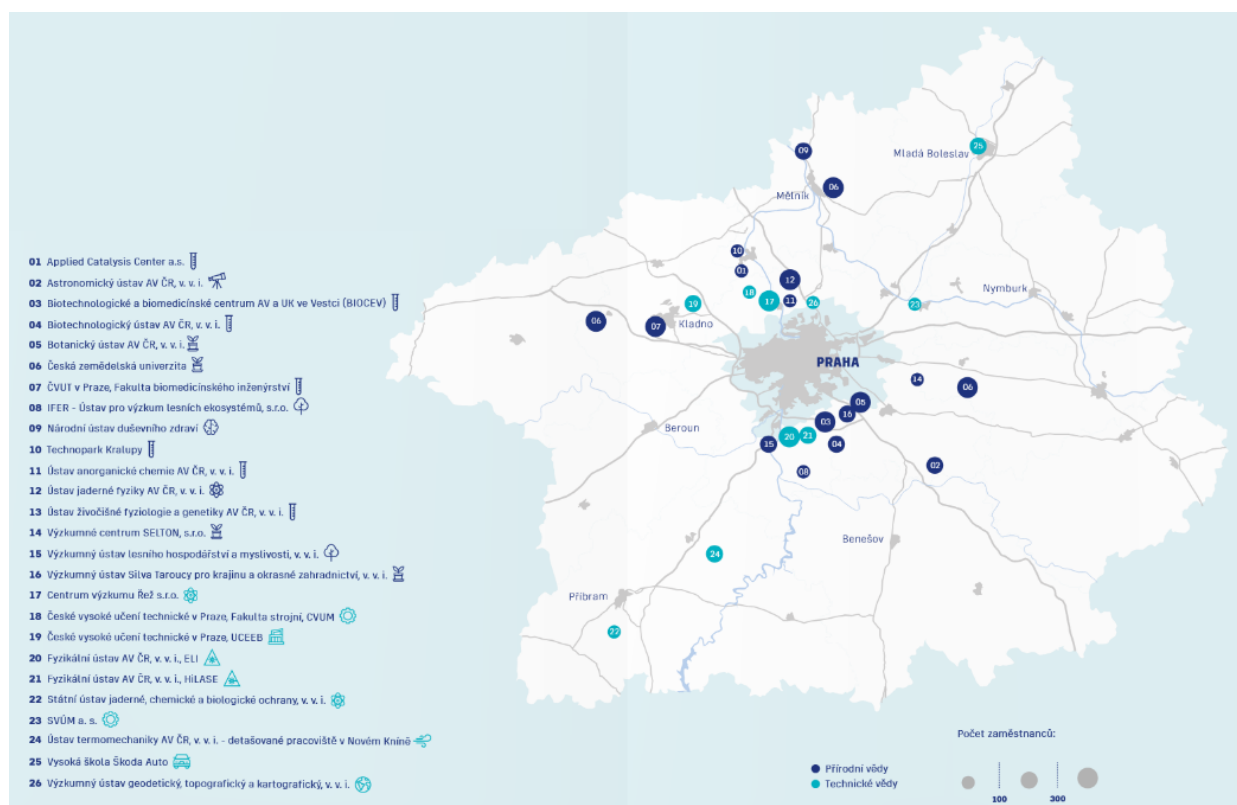 09
Mladá Boleslav
25
06
Mělník
10
01
12
18
17
11
26
19
23
Nymburk
06
07
Kladno
PRAHA
14
06
05
16
03
Beroun
20
21
15
04
08
02
Benešov
24
Příbram
22
01 Applied Catalysis Center a.s.
02 Astronomický ústav AV ČR, v. v. i.
03 Biotechnologické a biomedicínské centrum AV a UK ve Vestci (BIOCEV)
04 Biotechnologický ústav AV ČR, v. v. i.
05 Botanický ústav AV ČR, v. v. i.
06 Česká zemědelská univerzita
07 ČVUT v Praze, Fakulta biomedicínského inženýrství
08 IFER - Ústav pro výzkum lesních ekosystémů, s.r.o.
09 Národní ústav duševního zdraví
10 Technopark Kralupy
11 Ústav anorganické chemie AV ČR, v. v. i.
12 Ústav jaderné fyziky AV ČR, v. v. i.
13 Ústav živočišné fyziologie a genetiky AV ČR, v. v. i.
14 Výzkumné centrum SELTON, s.r.o.
15 Výzkumný ústav lesního hospodářství a myslivosti, v. v. i.
16 Výzkumný ústav Silva Taroucy pro krajinu a okrasné zahradnictví, v. v. i.
17 Centrum výzkumu Řež s.r.o.
18 České vysoké učení technické v Praze, Fakulta strojní, CVUM
19 České vysoké učení technické v Praze, UCEEB
20 Fyzikální ústav AV ČR, v. v. i., ELI
21 Fyzikální ústav AV ČR, v. v. i., HiLASE
22 Státní ústav jaderné, chemické a biologické ochrany, v. v. i.
23 SVÚM a. s.
24 Ústav termomechaniky AV ČR, v. v. i. - detašované pracoviště v Novém Kníně
25 Vysoká škola Škoda Auto
26 Výzkumný ústav geodetický, topografický a kartografický, v. v. i.
Počet zaměstnanců:
Přírodní vědy
Technické vědy
100
300